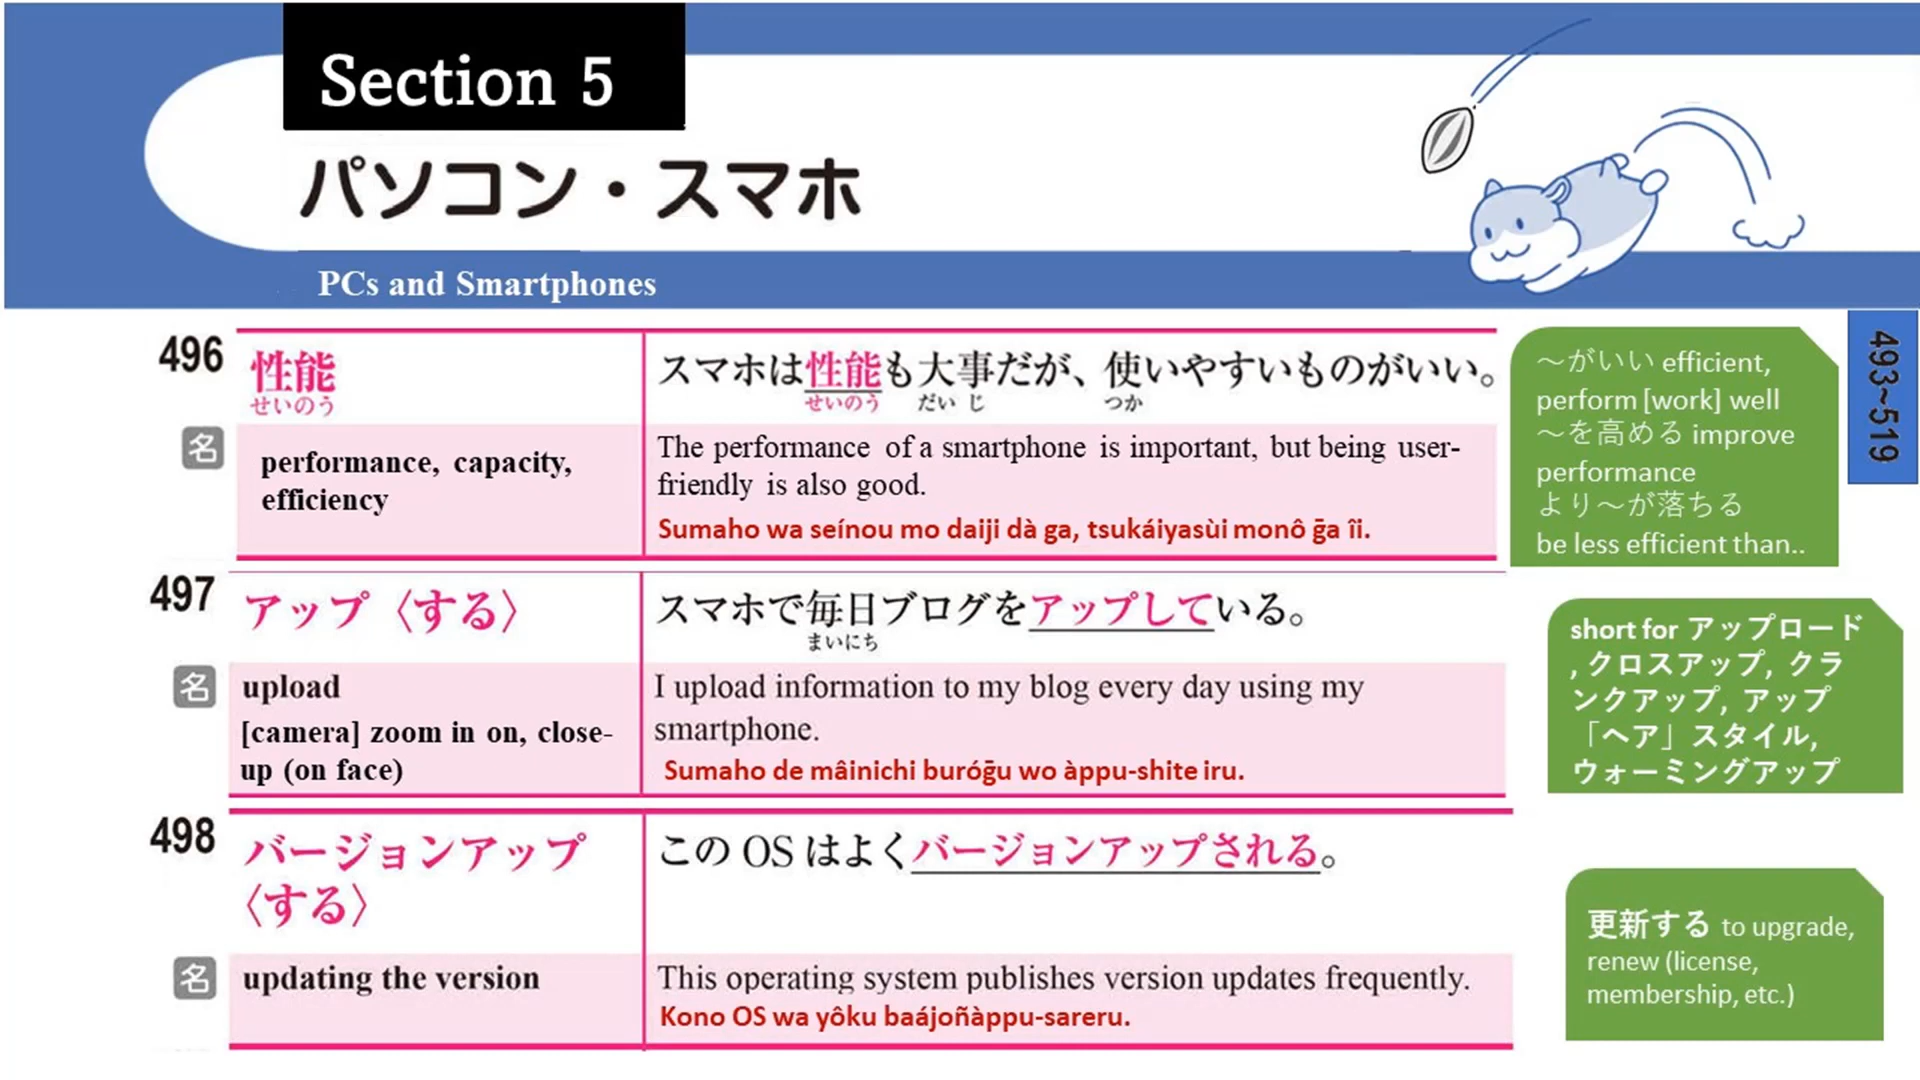 Section 5
パソコン・スマホ
PCs and Smartphones
493~519
496
性能
せいのう
名
performance, capacity,
efficiency
スマホは性能も大事だが、使いやすいものがいい。
せいのう だいじ つか
The performance of a smartphone is important, but being user-
friendly is also good.
Sumaho wa seínou mo daiji dà ga, tsukáiyasùi monô ḡa îi.
～がいい efficient,
perform [work] well
～を高める improve
performance
より～が落ちる
be less efficient than..
497
アップ〈する〉
名
upload
[camera] zoom in on, close-
up (on face)
スマホで毎日ブログをアップしている。
まいにち
I upload information to my blog every day using my
smartphone.
Sumaho de mâinichi buróḡu wo àppu-shite iru.
short for アップロード
, クロスアップ, クラ
ンクアップ, アップ
「ヘア」スタイル,
ウォーミングアップ
498
バージョンアップ
〈する〉
名
updating the version
このOSはよくバージョンアップされる。
This operating system publishes version updates frequently.
Kono OS wa yôku baájoñàppu-sareru.
更新する to upgrade,
renew (license,
membership, etc.)